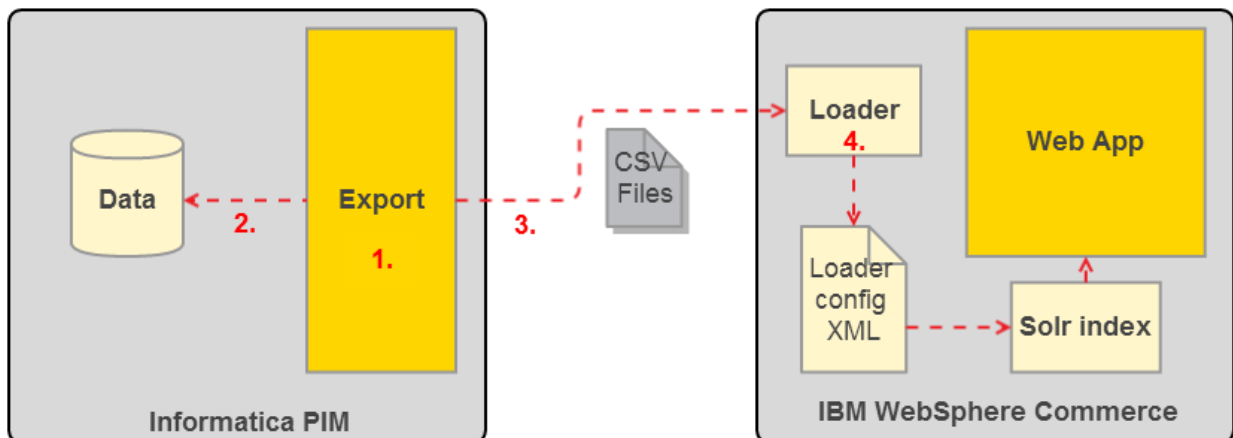 Data
2.
Export
1.
Informatica PIM
3.
CSV
Files
Loader
4.
Loader
config
XML
Solr index
Web App
IBM WebSphere Commerce